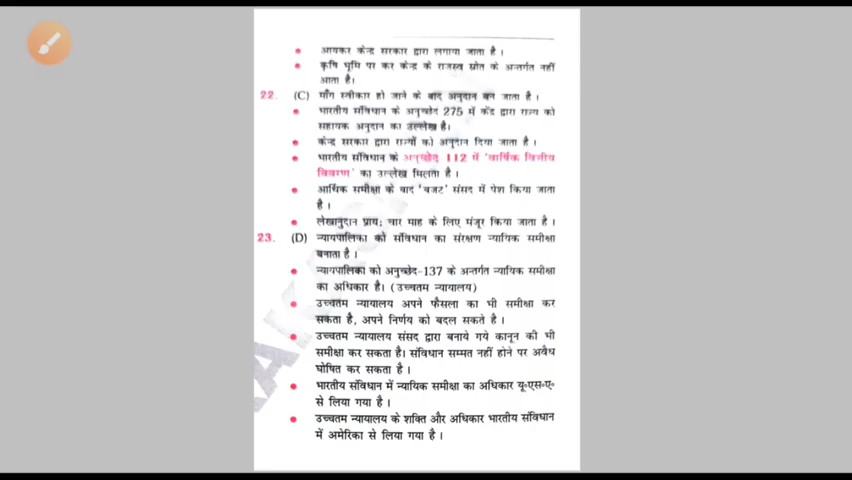 • आयकर केन्द्र सरकार द्वारा लगाया जाता है।
• कृषि भूमि पर कर केन्द्र के राजस्व स्रोत के अन्तर्गत नहीं
आता है।
22. (C) माँग स्वीकार हो जाने के बाद अनुदान बन जाता है।
• भारतीय संविधान के अनुच्छेद 275 में केंद्र द्वारा राज्य को
सहायक अनुदान का उल्लेख है।
• केन्द्र सरकार द्वारा राज्यों को अनुदान दिया जाता है।
• भारतीय संविधान के अनुच्छेद 112 में 'वार्षिक वित्तीय
विवरण' का उल्लेख मिलता है।
• आर्थिक समीक्षा के बाद 'बजट' संसद में पेश किया जाता
है।
• लेखानुदान प्राय: चार माह के लिए मंजूर किया जाता है।
23. (D) न्यायपालिका को संविधान का संरक्षण न्यायिक समीक्षा
बनाता है।
• न्यायपालिका को अनुच्छेद-137 के अन्तर्गत न्यायिक समीक्षा
का अधिकार है। (उच्चतम न्यायालय)
• उच्चतम न्यायालय अपने फैसला का भी समीक्षा कर
सकता है, अपने निर्णय को बदल सकते है।
• उच्चतम न्यायालय संसद द्वारा बनाये गये कानून की भी
समीक्षा कर सकता है। संविधान सम्मत नहीं होने पर अवैध
घोषित कर सकता है।
• भारतीय संविधान में न्यायिक समीक्षा का अधिकार यू॰एस॰ए॰
से लिया गया है।
• उच्चतम न्यायालय के शक्ति और अधिकार भारतीय संविधान
में अमेरिका से लिया गया है।